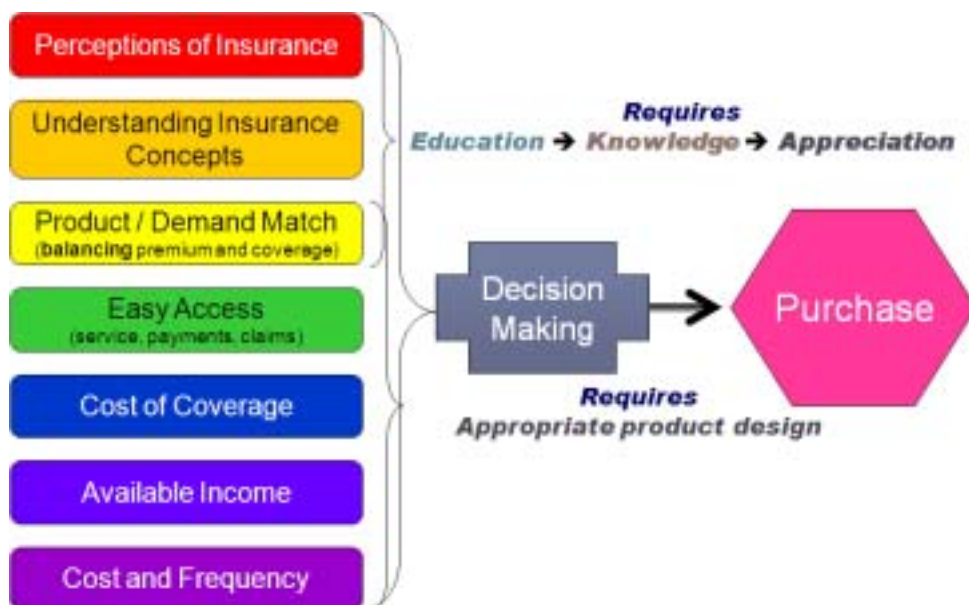 Perceptions of Insurance
Understanding Insurance
Concepts
Product / Demand Match
(balancing premium and coverage)
Easy Access
(service, payments, claims)
Cost of Coverage
Available Income
Cost and Frequency
Requires
Education → Knowledge → Appreciation
Decision
Making
Purchase
Requires
Appropriate product design